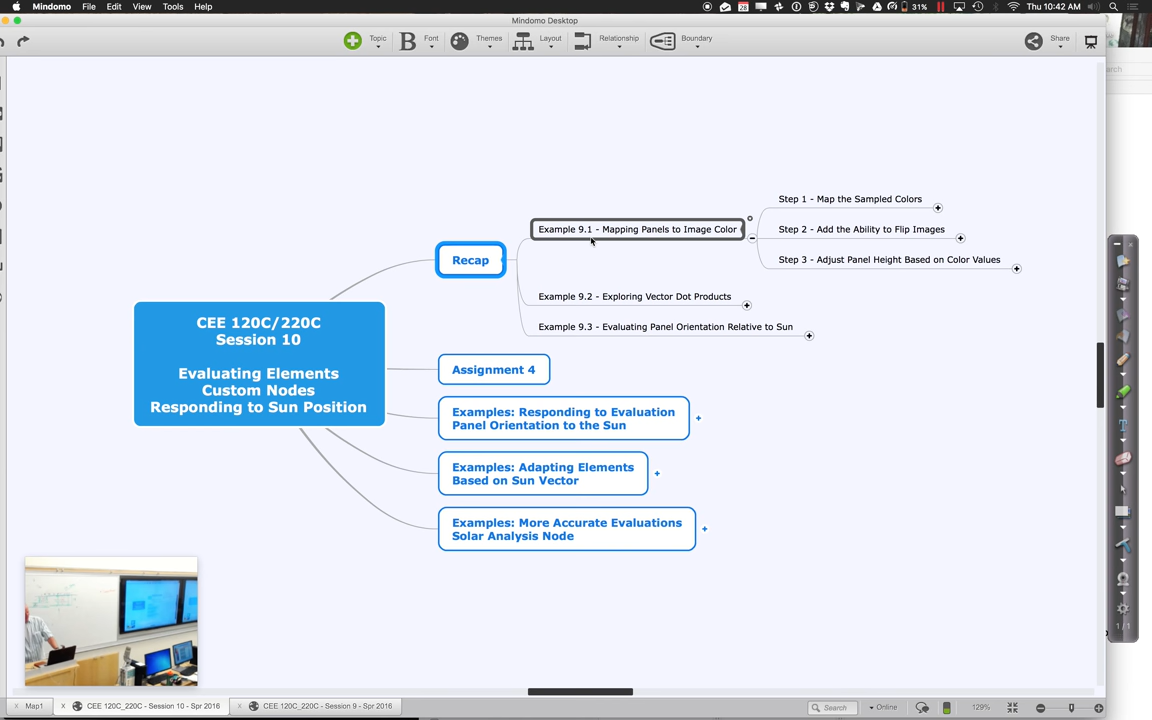 Mindomo File Edit View Tools Help
31% Thu 10:42 AM
Mindomo Desktop
Topic Font Themes Layout Relationship Boundary Share
Step 1 - Map the Sampled Colors
Example 9.1 - Mapping Panels to Image Color
Step 2 - Add the Ability to Flip Images
Step 3 - Adjust Panel Height Based on Color Values
Recap
Example 9.2 - Exploring Vector Dot Products
Example 9.3 - Evaluating Panel Orientation Relative to Sun
CEE 120C/220C
Session 10
Evaluating Elements
Custom Nodes
Responding to Sun Position
Assignment 4
Examples: Responding to Evaluation
Panel Orientation to the Sun
Examples: Adapting Elements
Based on Sun Vector
Examples: More Accurate Evaluations
Solar Analysis Node
1 / 1
Map1 CEE 120C_220C - Session 10 - Spr 2016 CEE 120C_220C - Session 9 - Spr 2016
Search Online 129%